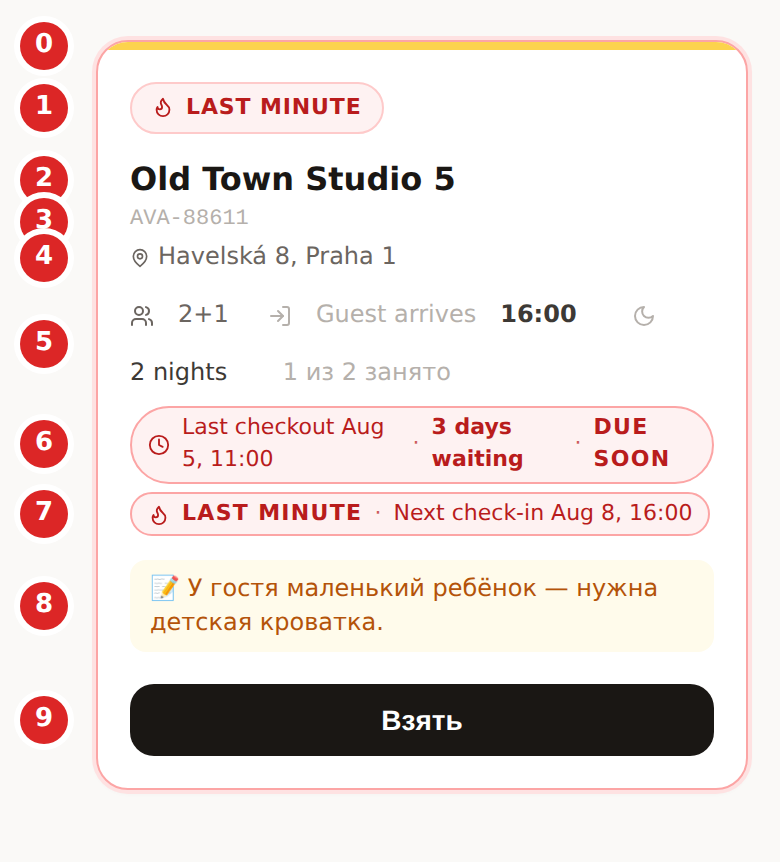 0
1
LAST MINUTE
2
Old Town Studio 5
3
AVA-88611
4
Havelská 8, Praha 1
5
2+1 Guest arrives 16:00
2 nights 1 из 2 занято
6
Last checkout Aug 5, 11:00 · 3 days waiting · DUE SOON
7
LAST MINUTE · Next check-in Aug 8, 16:00
8
📝 У гостя маленький ребёнок — нужна
детская кроватка.
9
Взять